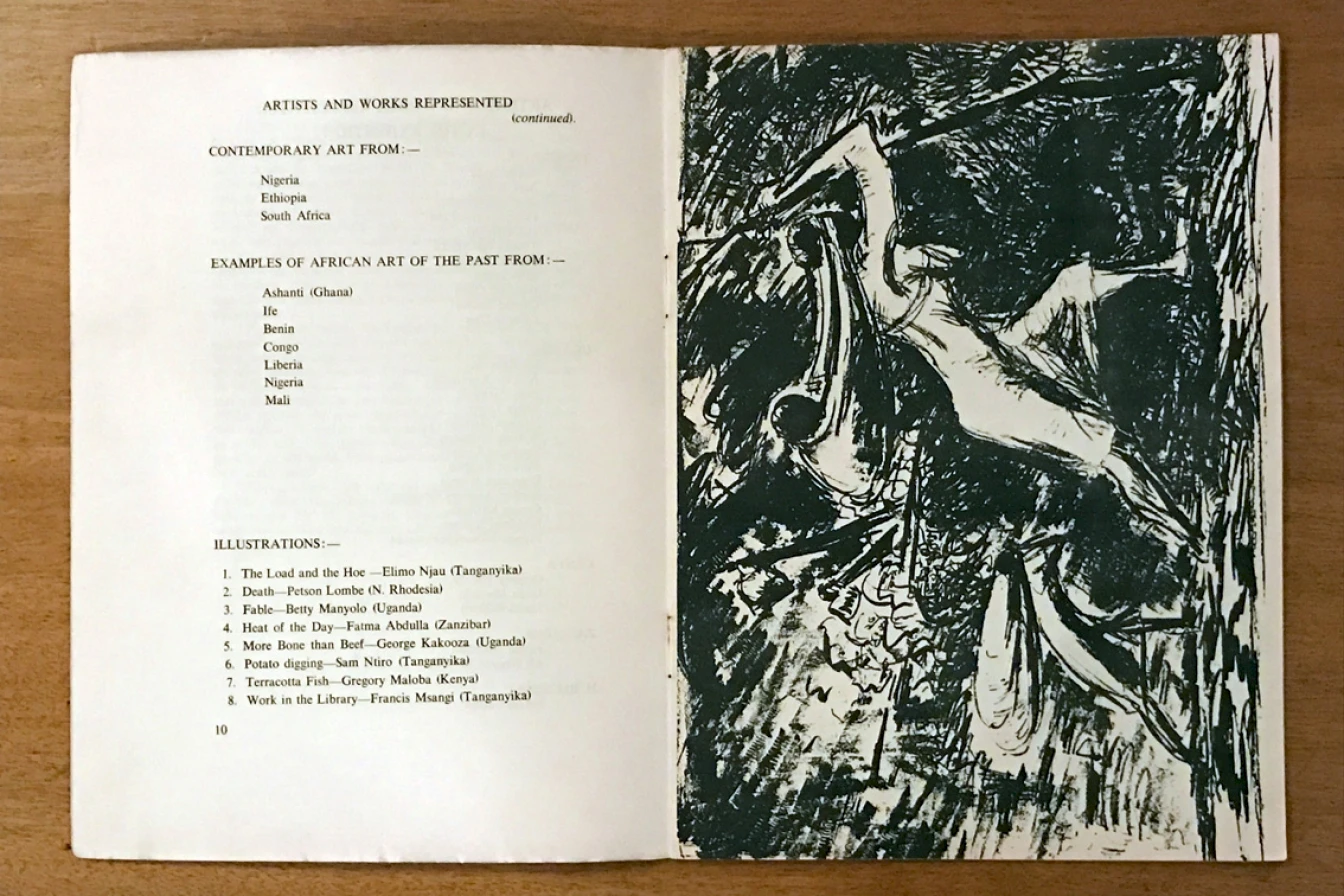 ARTISTS AND WORKS REPRESENTED
(continued).
CONTEMPORARY ART FROM:—
Nigeria
Ethiopia
South Africa
EXAMPLES OF AFRICAN ART OF THE PAST FROM:—
Ashanti (Ghana)
Ife
Benin
Congo
Liberia
Nigeria
Mali
ILLUSTRATIONS:—
1. The Load and the Hoe —Elimo Njau (Tanganyika)
2. Death—Petson Lombe (N. Rhodesia)
3. Fable—Betty Manyolo (Uganda)
4. Heat of the Day—Fatma Abdulla (Zanzibar)
5. More Bone than Beef—George Kakooza (Uganda)
6. Potato digging—Sam Ntiro (Tanganyika)
7. Terracotta Fish—Gregory Maloba (Kenya)
8. Work in the Library—Francis Msangi (Tanganyika)
10